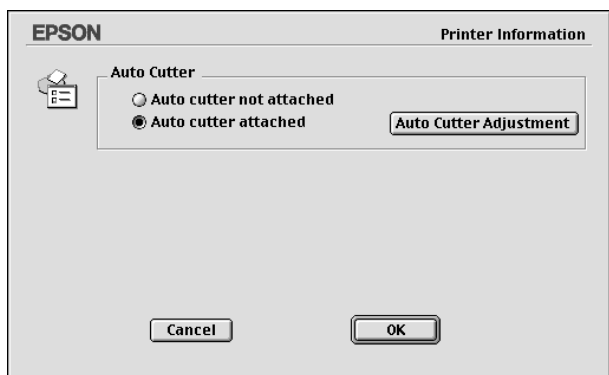 EPSON
Printer Information
Auto Cutter
Auto cutter not attached
Auto cutter attached
Auto Cutter Adjustment
Cancel
OK